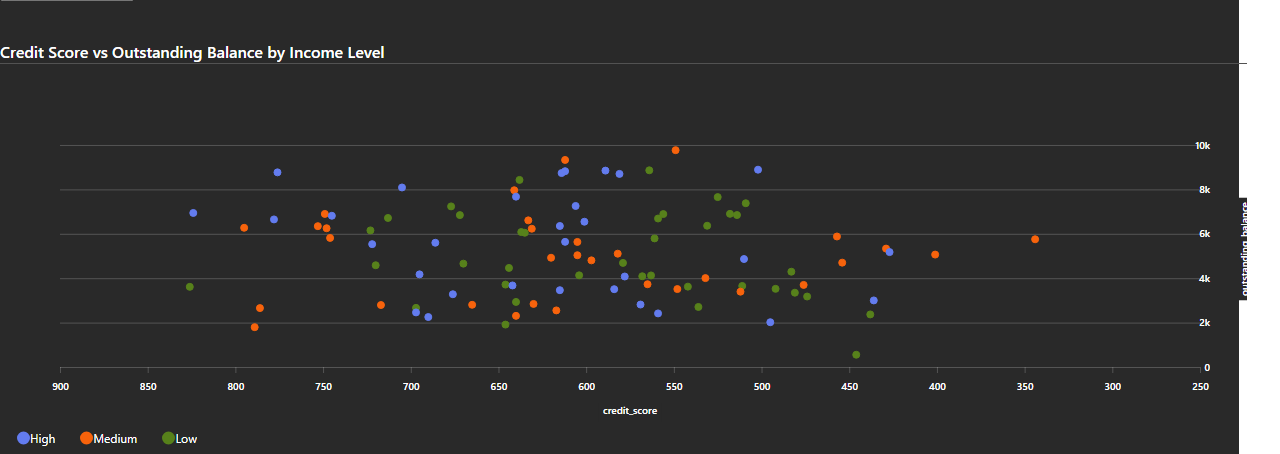 Credit Score vs Outstanding Balance by Income Level
10k
8k
6k
4k
2k
0
outstanding_balance
900 850 800 750 700 650 600 550 500 450 400 350 300 250
credit_score
High Medium Low